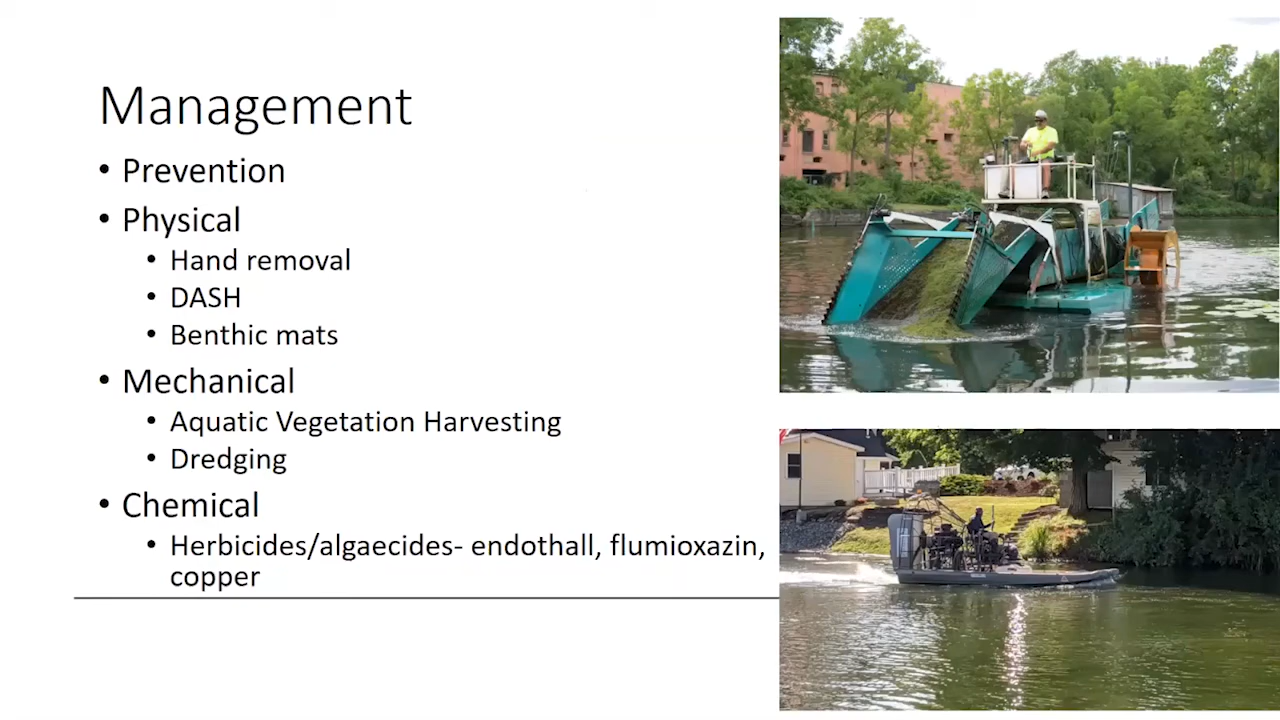 Management
• Prevention
• Physical
• Hand removal
• DASH
• Benthic mats
• Mechanical
• Aquatic Vegetation Harvesting
• Dredging
• Chemical
• Herbicides/algaecides- endothall, flumioxazin,
copper